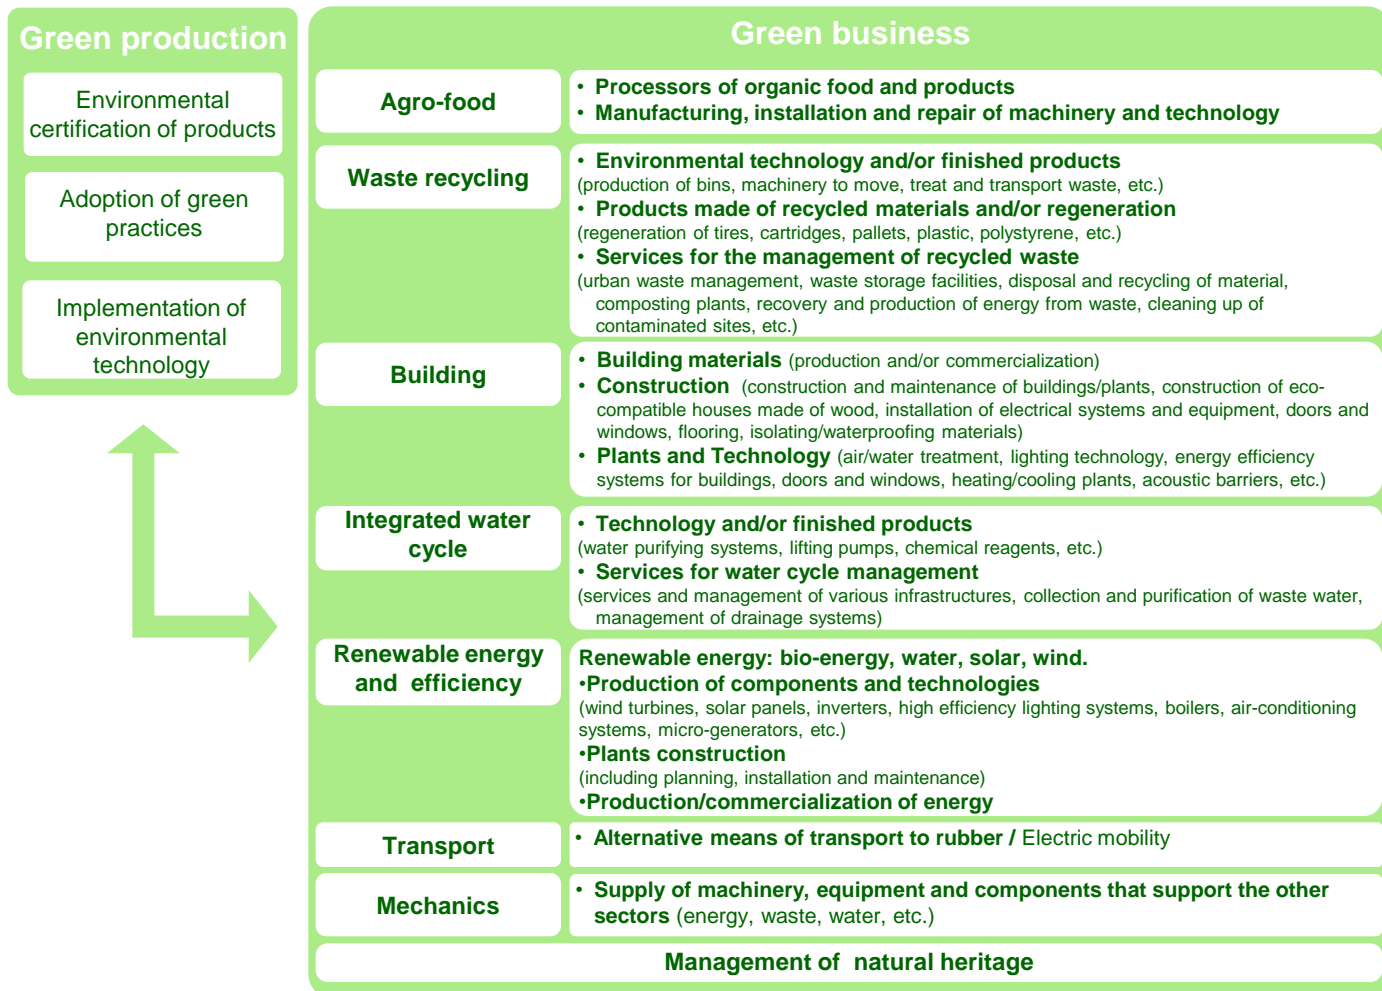 Green production
Environmental
certification of products
Adoption of green
practices
Implementation of
environmental
technology
Green business
Agro-food
• Processors of organic food and products
• Manufacturing, installation and repair of machinery and technology
Waste recycling
• Environmental technology and/or finished products
(production of bins, machinery to move, treat and transport waste, etc.)
• Products made of recycled materials and/or regeneration
(regeneration of tires, cartridges, pallets, plastic, polystyrene, etc.)
• Services for the management of recycled waste
(urban waste management, waste storage facilities, disposal and recycling of material,
composting plants, recovery and production of energy from waste, cleaning up of
contaminated sites, etc.)
Building
• Building materials (production and/or commercialization)
• Construction (construction and maintenance of buildings/plants, construction of eco-
compatible houses made of wood, installation of electrical systems and equipment, doors and
windows, flooring, isolating/waterproofing materials)
• Plants and Technology (air/water treatment, lighting technology, energy efficiency
systems for buildings, doors and windows, heating/cooling plants, acoustic barriers, etc.)
Integrated water
cycle
• Technology and/or finished products
(water purifying systems, lifting pumps, chemical reagents, etc.)
• Services for water cycle management
(services and management of various infrastructures, collection and purification of waste water,
management of drainage systems)
Renewable energy
and efficiency
Renewable energy: bio-energy, water, solar, wind.
•Production of components and technologies
(wind turbines, solar panels, inverters, high efficiency lighting systems, boilers, air-conditioning
systems, micro-generators, etc.)
•Plants construction
(including planning, installation and maintenance)
•Production/commercialization of energy
Transport
• Alternative means of transport to rubber / Electric mobility
Mechanics
• Supply of machinery, equipment and components that support the other
sectors (energy, waste, water, etc.)
Management of natural heritage